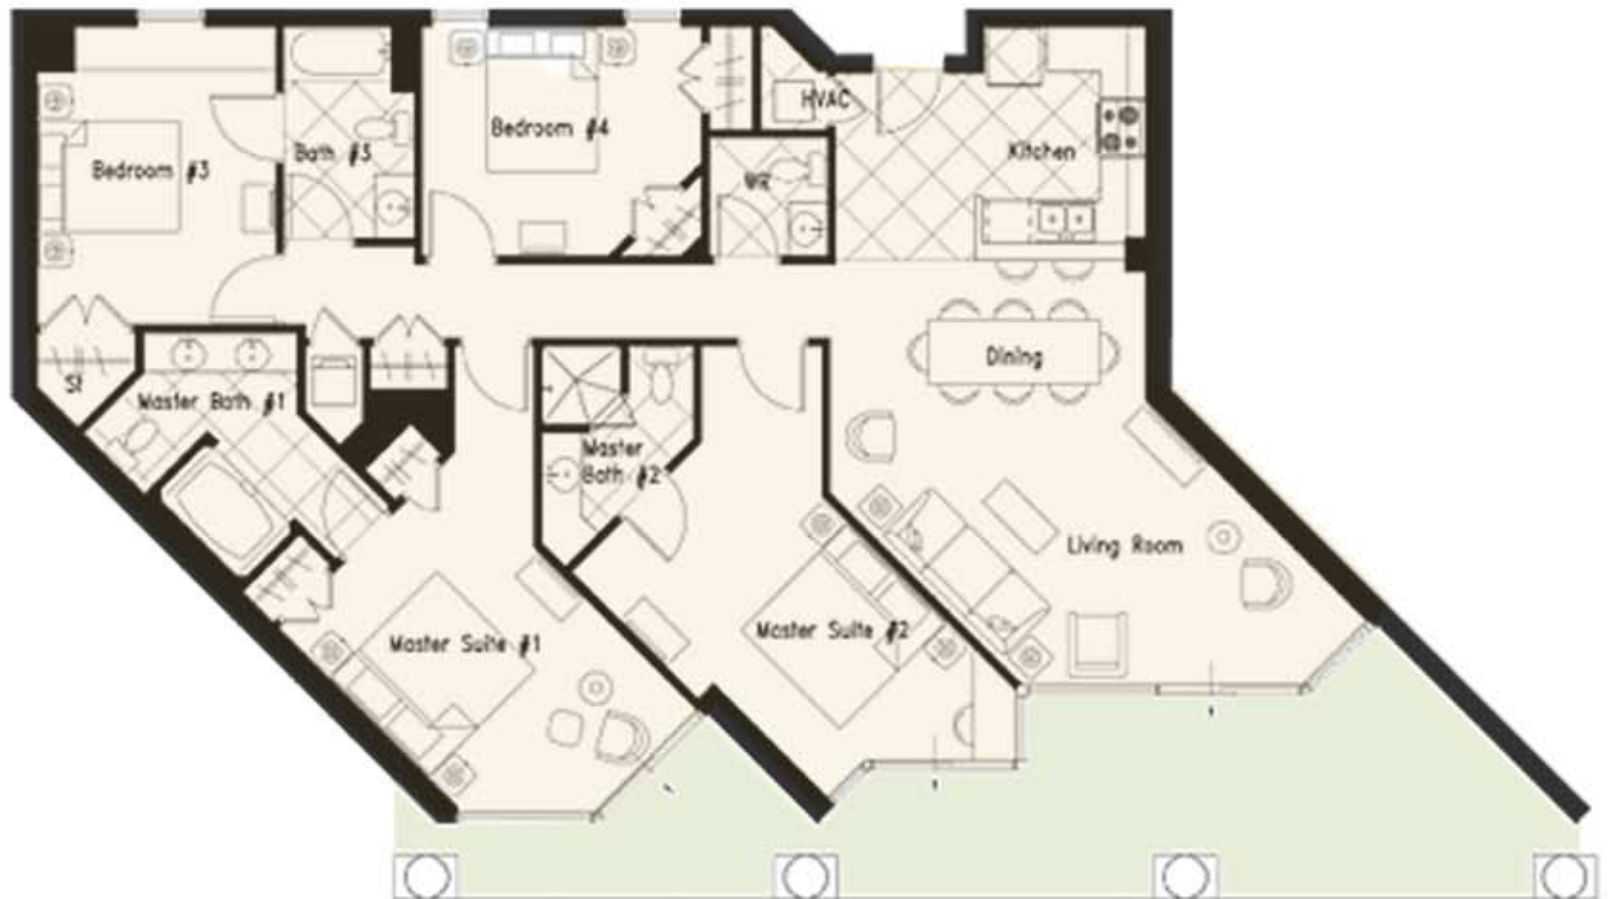 HVAC
Bedroom #4
Bath #3
Kitchen
Bedroom #3
WR
Dining
St
Master Bath #1
Master
Bath #2
Living Room
Master Suite #2
Master Suite #1